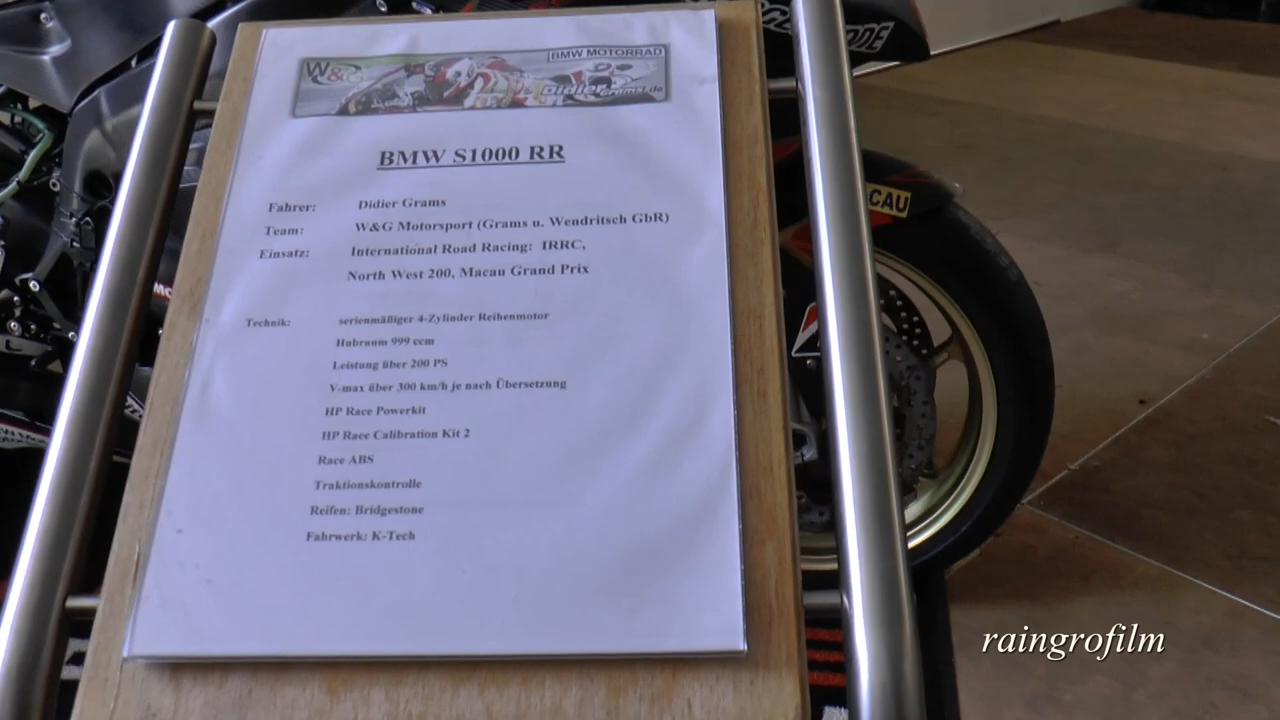 W&G
BMW MOTORRAD
Didier Grams.de
BMW S1000 RR
Fahrer: Didier Grams
Team: W&G Motorsport (Grams u. Wendritsch GbR)
Einsatz: International Road Racing: IRRC,
North West 200, Macau Grand Prix
Technik: serienmäßiger 4-Zylinder Reihenmotor
Hubraum 999 ccm
Leistung über 200 PS
V-max über 300 km/h je nach Übersetzung
HP Race Powerkit
HP Race Calibration Kit 2
Race ABS
Traktionskontrolle
Reifen: Bridgestone
Fahrwerk: K-Tech
CAU
raingrofilm